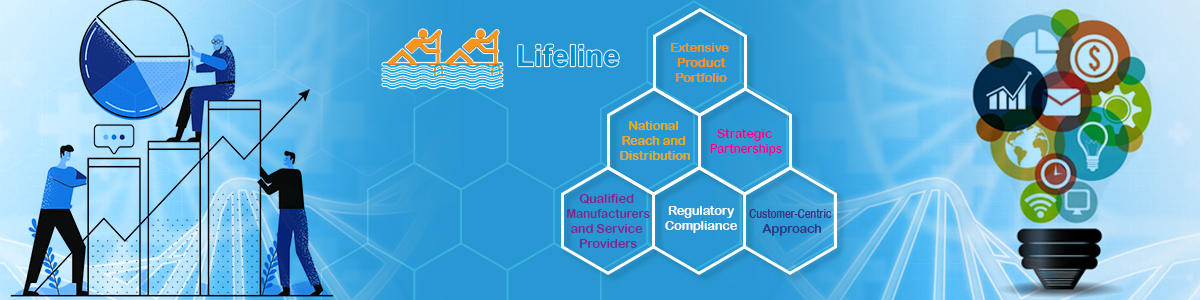 Lifeline
Extensive
Product
Portfolio
National
Reach and
Distribution
Strategic
Partnerships
Qualified
Manufacturers
and Service
Providers
Regulatory
Compliance
Customer-Centric
Approach
$